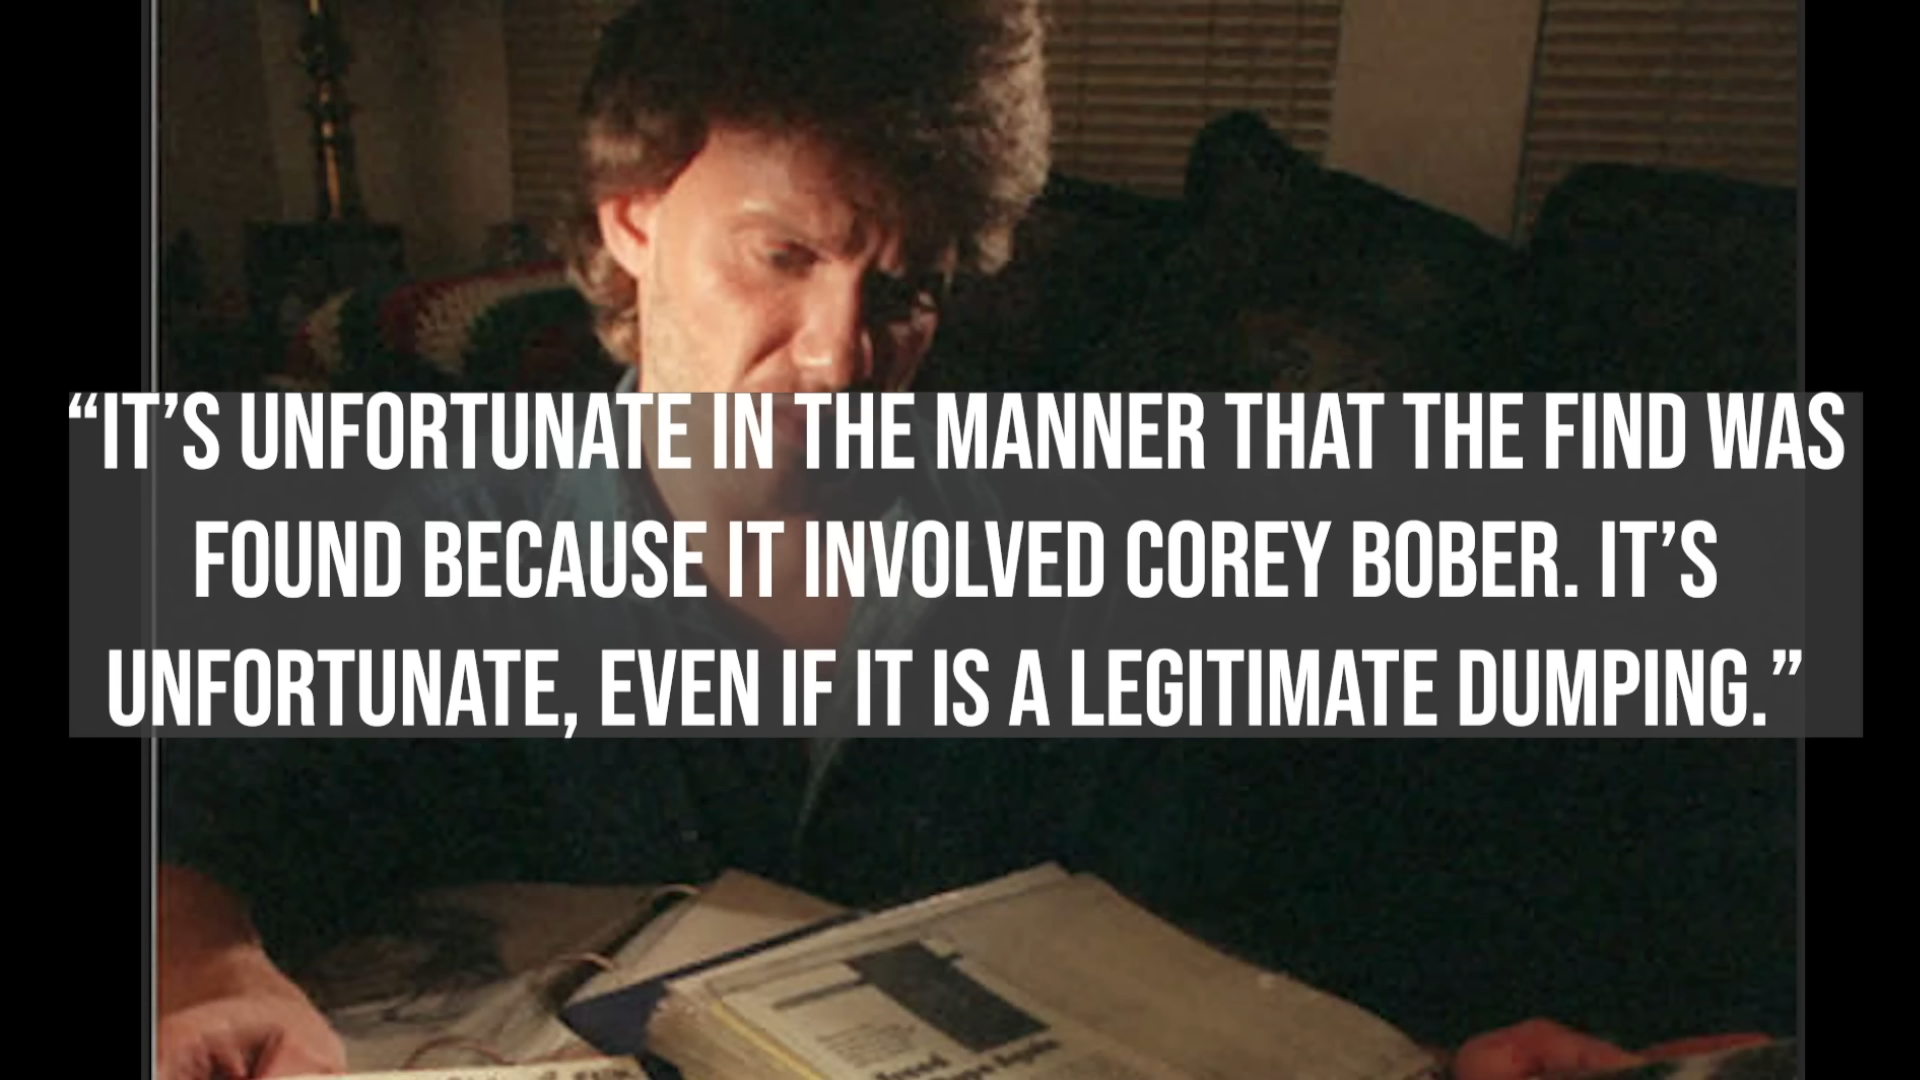 “IT’S UNFORTUNATE IN THE MANNER THAT THE FIND WAS
FOUND BECAUSE IT INVOLVED COREY BOBER. IT’S
UNFORTUNATE, EVEN IF IT IS A LEGITIMATE DUMPING.”